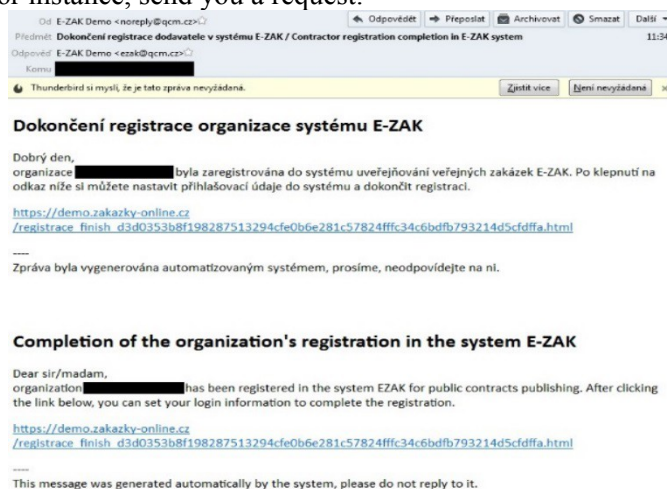 or instance, send you a request.
Od E-ZAK Demo <noreply@qcm.cz> Odpovědět Přeposlat Archivovat Smazat Další
Předmět Dokončení registrace dodavatele v systému E-ZAK / Contractor registration completion in E-ZAK system 11:34
Odpověď E-ZAK Demo <ezak@qcm.cz>
Komu
Thunderbird si myslí, že je tato zpráva nevyžádaná. Zjistit více Není nevyžádaná
Dokončení registrace organizace systému E-ZAK
Dobrý den,
organizace byla zaregistrována do systému uveřejňování veřejných zakázek E-ZAK. Po klepnutí na
odkaz níže si můžete nastavit přihlašovací údaje do systému a dokončit registraci.
https://demo.zakazky-online.cz
/registrace_finish_d3d0353b8f198287513294cfe0b6e281c57824fffc34c6bdfb793214d5cfdffa.html
----
Zpráva byla vygenerována automatizovaným systémem, prosíme, neodpovídejte na ni.
Completion of the organization's registration in the system E-ZAK
Dear sir/madam,
organization has been registered in the system EZAK for public contracts publishing. After clicking
the link below, you can set your login information to complete the registration.
https://demo.zakazky-online.cz
/registrace_finish_d3d0353b8f198287513294cfe0b6e281c57824fffc34c6bdfb793214d5cfdffa.html
----
This message was generated automatically by the system, please do not reply to it.